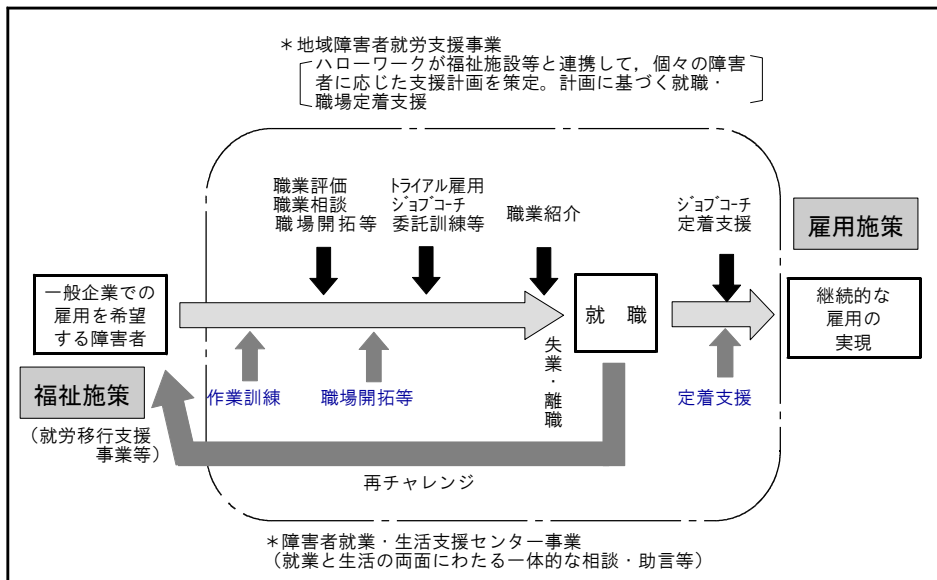 ＊地域障害者就労支援事業
ハローワークが福祉施設等と連携して，個々の障害
者に応じた支援計画を策定。計画に基づく就職・
職場定着支援
職業評価
職業相談
職場開拓等
ﾄﾗｲｱﾙ雇用
ｼﾞｮﾌﾞｺｰﾁ
委託訓練等
職業紹介
ｼﾞｮﾌﾞｺｰﾁ
定着支援
雇用施策
一般企業での
雇用を希望
する障害者
就　職
継続的な
雇用の
実現
失業・離職
福祉施策
（就労移行支援
事業等）
作業訓練
職場開拓等
定着支援
再チャレンジ
＊障害者就業・生活支援センター事業
（就業と生活の両面にわたる一体的な相談・助言等）